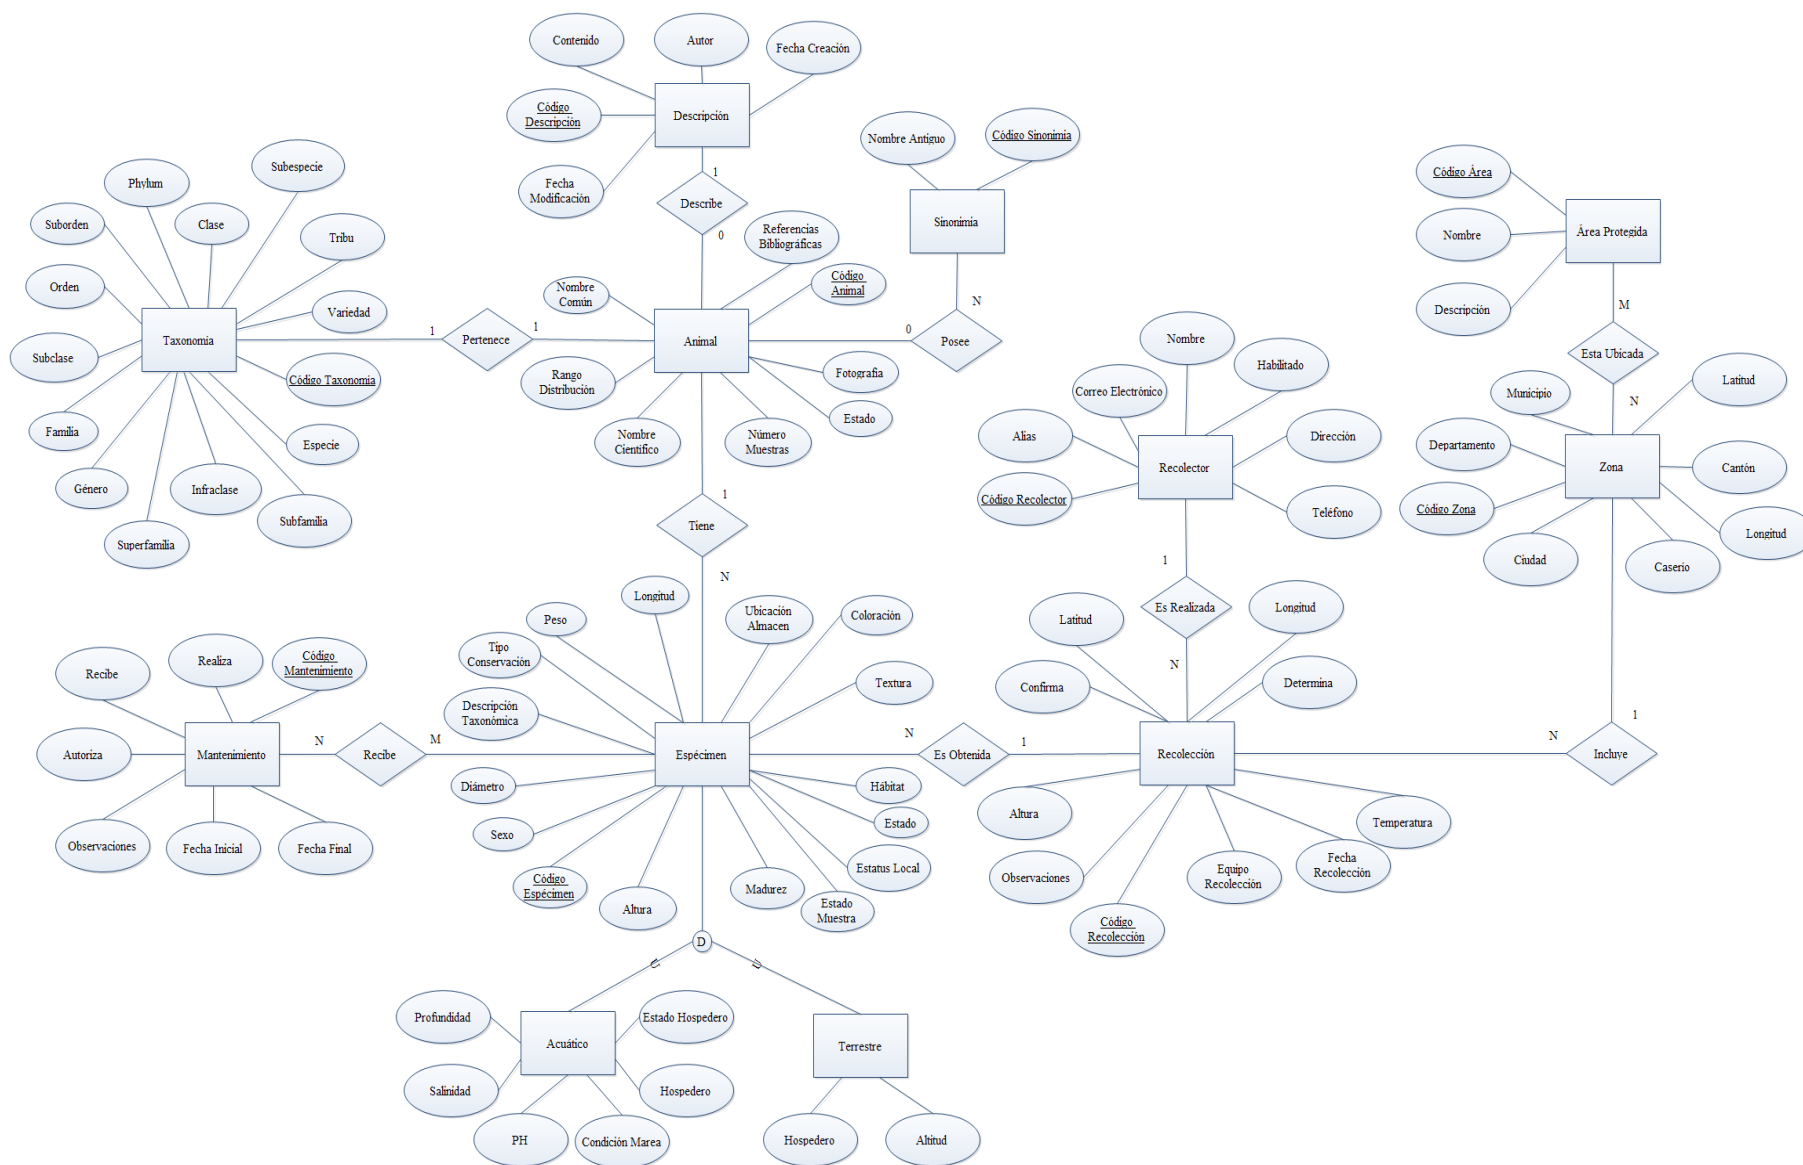 Contenido
Autor
Fecha Creación
Código
Descripción
Descripción
Fecha
Modificación
1
Describe
0
Nombre Antiguo
Código Sinonimia
Sinonimia
N
0
Posee
Código Área
Nombre
Descripción
Área Protegida
M
Esta Ubicada
N
Subespecie
Phylum
Suborden
Clase
Tribu
Orden
Variedad
Taxonomia
Subclase
Código Taxonomia
Familia
Especie
Género
Infraclase
Subfamilia
Superfamilia
1
Pertenece
1
Referencias
Bibliográficas
Nombre
Común
Código
Animal
Animal
Rango
Distribución
Fotografía
Estado
Nombre
Científico
Número
Muestras
1
Tiene
N
Nombre
Correo Electrónico
Habilitado
Alias
Dirección
Recolector
Código Recolector
Teléfono
1
Es Realizada
N
Municipio
Latitud
Departamento
Zona
Cantón
Código Zona
Longitud
Ciudad
Caserio
1
Incluye
N
Recibe
Realiza
Código
Mantenimiento
Autoriza
Mantenimiento
Observaciones
Fecha Inicial
Fecha Final
N
Recibe
M
Peso
Longitud
Ubicación
Almacen
Coloración
Tipo
Conservación
Textura
Descripción
Taxonómica
Espécimen
Diámetro
Hábitat
Sexo
Estado
Código
Espécimen
Estatus Local
Altura
Madurez
Estado
Muestra
N
Es Obtenida
1
Latitud
Longitud
Confirma
Determina
Recolección
Altura
Temperatura
Observaciones
Equipo
Recolección
Fecha
Recolección
Código
Recolección
D
U
U
Profundidad
Estado Hospedero
Acuático
Salinidad
Hospedero
PH
Condición Marea
Terrestre
Hospedero
Altitud